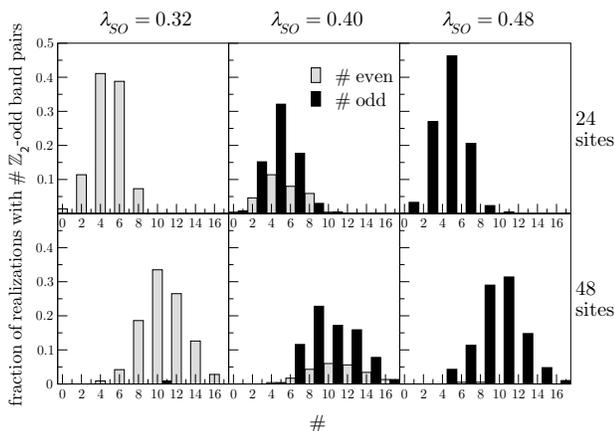 λSO = 0.32 λSO = 0.40 λSO = 0.48
fraction of realizations with # ℤ2-odd band pairs
0.5
0.4
0.3
0.2
0.1
# even
# odd
24
sites
0 2 4 6 8 10 12 14 16 0 2 4 6 8 10 12 14 16 0 2 4 6 8 10 12 14 16
0.4
0.3
0.2
0.1
0
48
sites
0 2 4 6 8 10 12 14 16 0 2 4 6 8 10 12 14 16 0 2 4 6 8 10 12 14 16
#